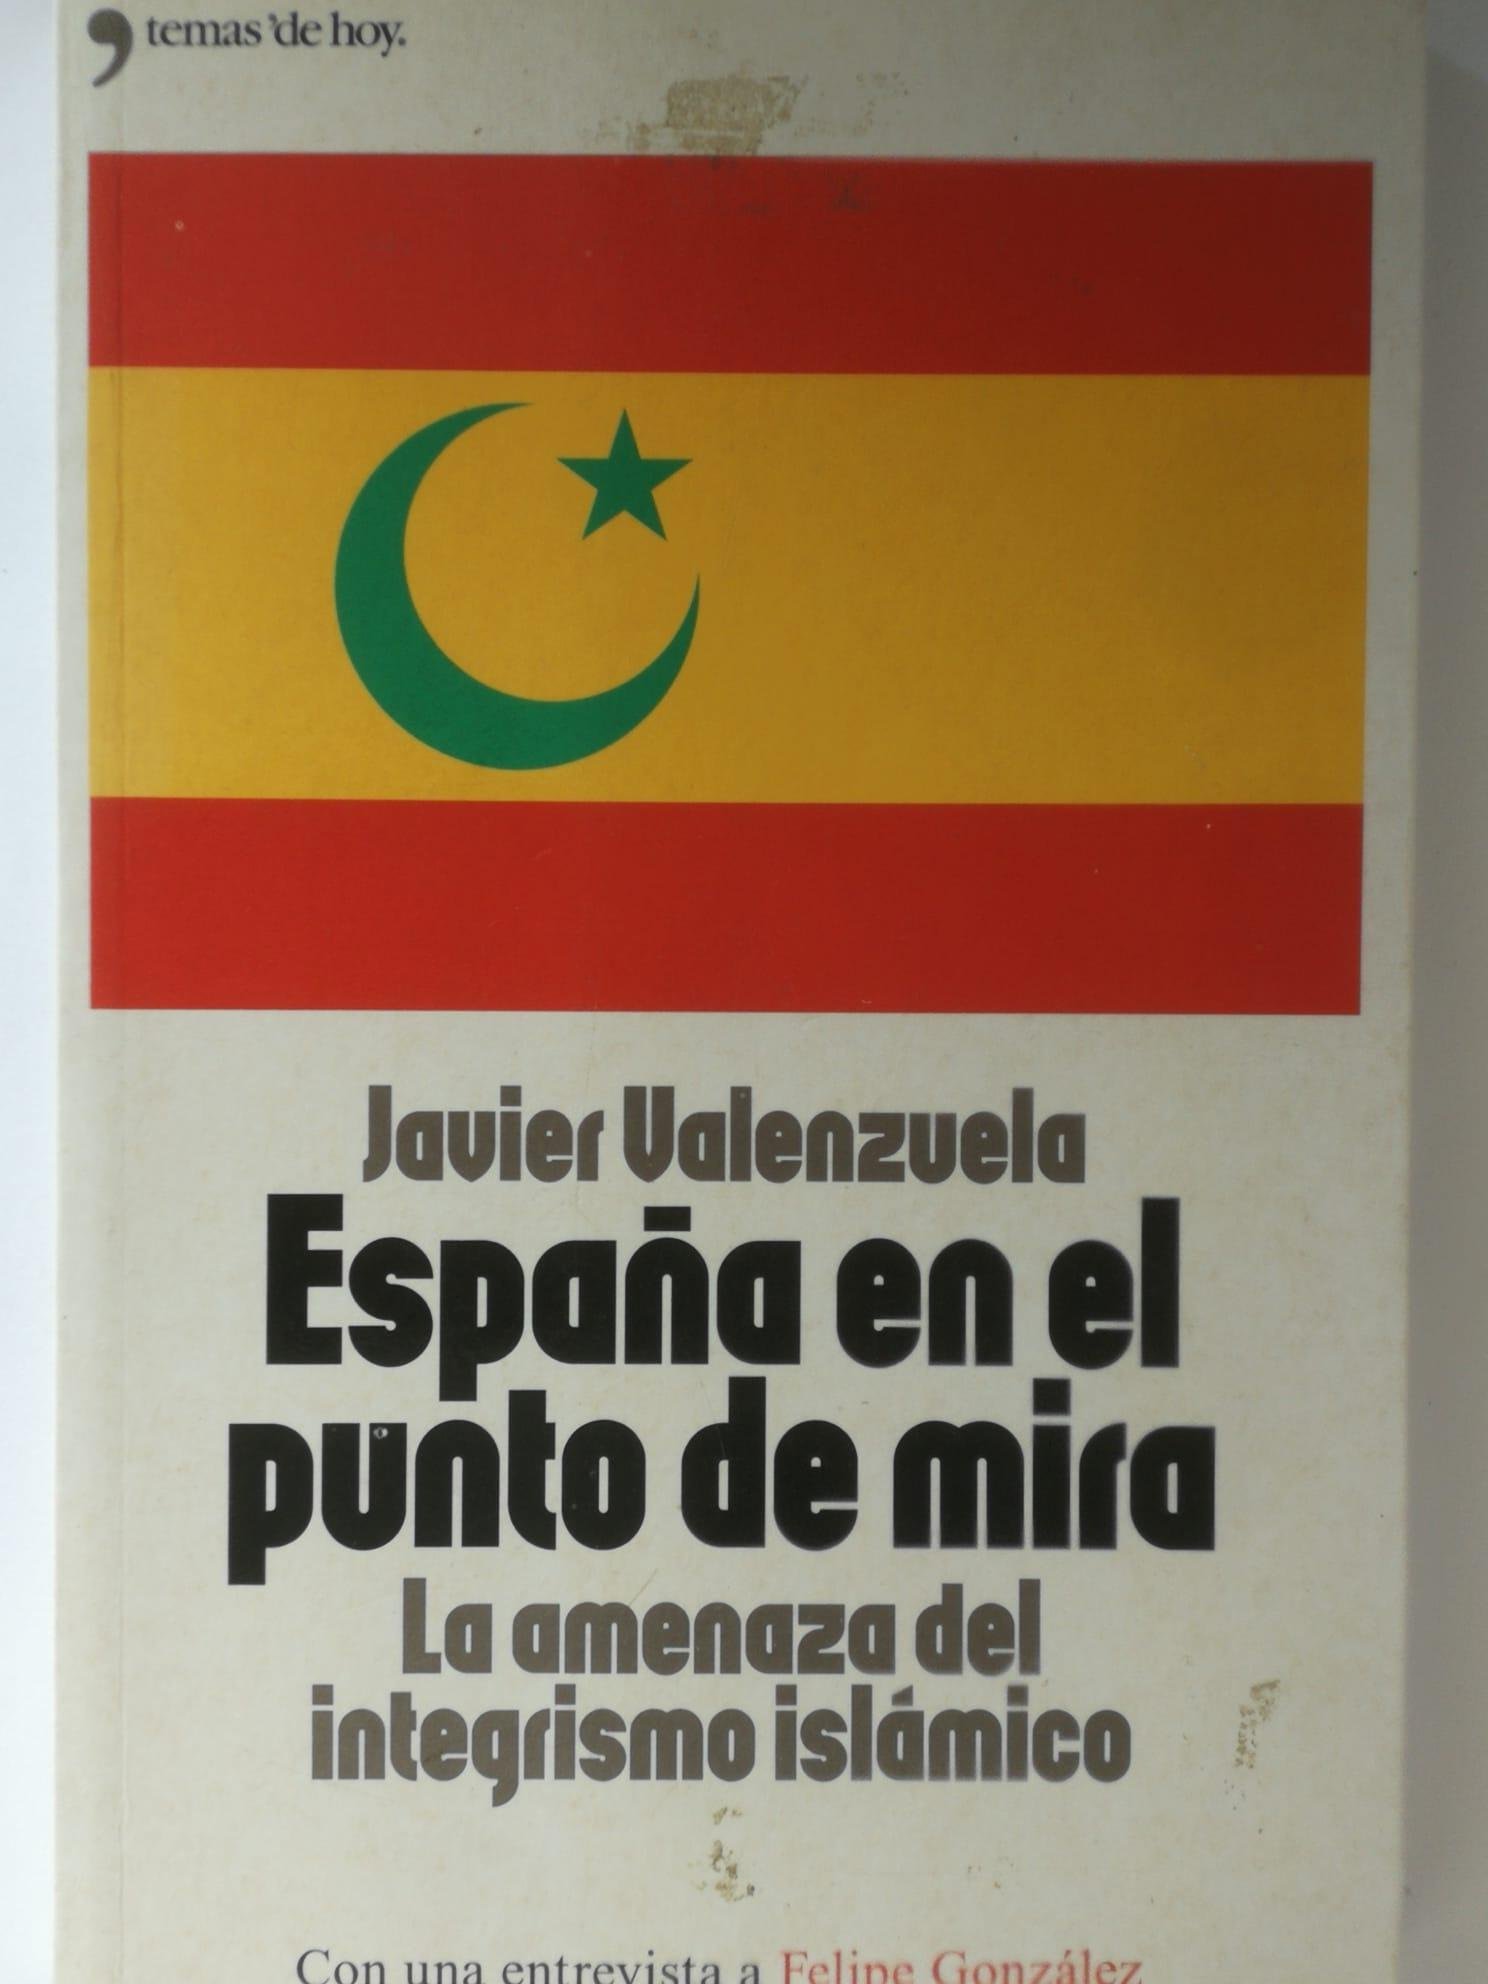 temas 'de hoy.
Javier Valenzuela
España en el
punto de mira
La amenaza del
integrismo islámico
Con una entrevista a Felipe González